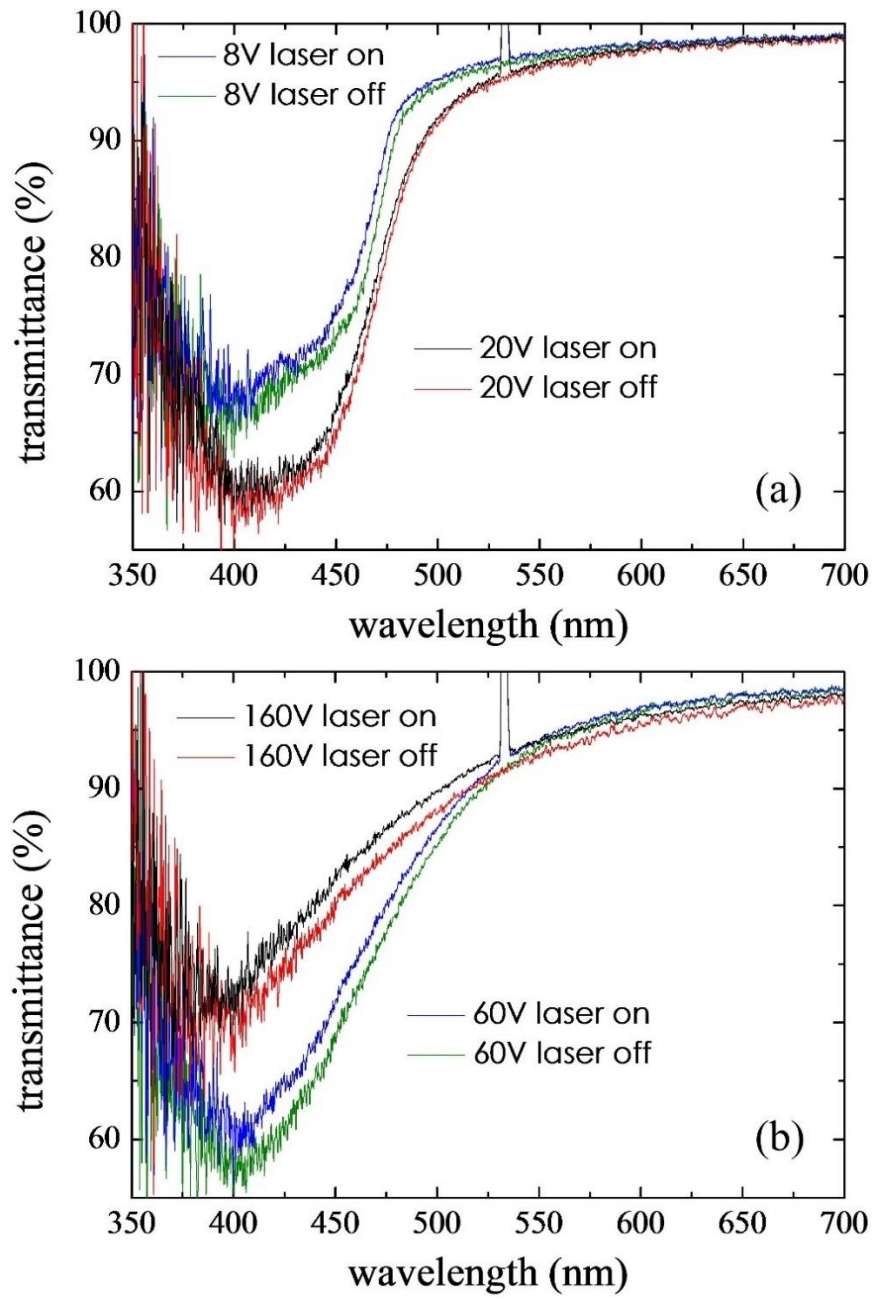 100
8V laser on
8V laser off
90
80
20V laser on
70
20V laser off
60
(a)
350 400 450 500 550 600 650 700
wavelength (nm)
transmittance (%)
100
160V laser on
160V laser off
90
80
60V laser on
70
60V laser off
60
(b)
350 400 450 500 550 600 650 700
wavelength (nm)
transmittance (%)